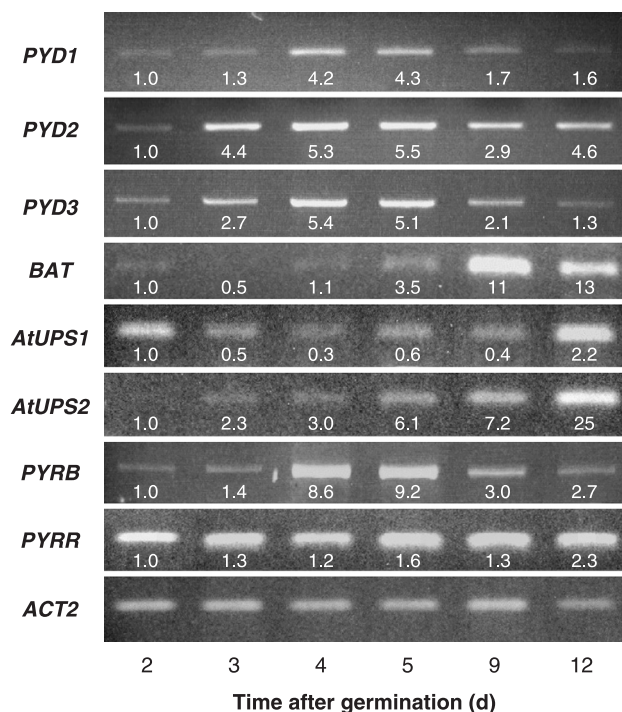 PYD1
1.0 1.3 4.2 4.3 1.7 1.6
PYD2
1.0 4.4 5.3 5.5 2.9 4.6
PYD3
1.0 2.7 5.4 5.1 2.1 1.3
BAT
1.0 0.5 1.1 3.5 11 13
AtUPS1
1.0 0.5 0.3 0.6 0.4 2.2
AtUPS2
1.0 2.3 3.0 6.1 7.2 25
PYRB
1.0 1.4 8.6 9.2 3.0 2.7
PYRR
1.0 1.3 1.2 1.6 1.3 2.3
ACT2
2 3 4 5 9 12
Time after germination (d)